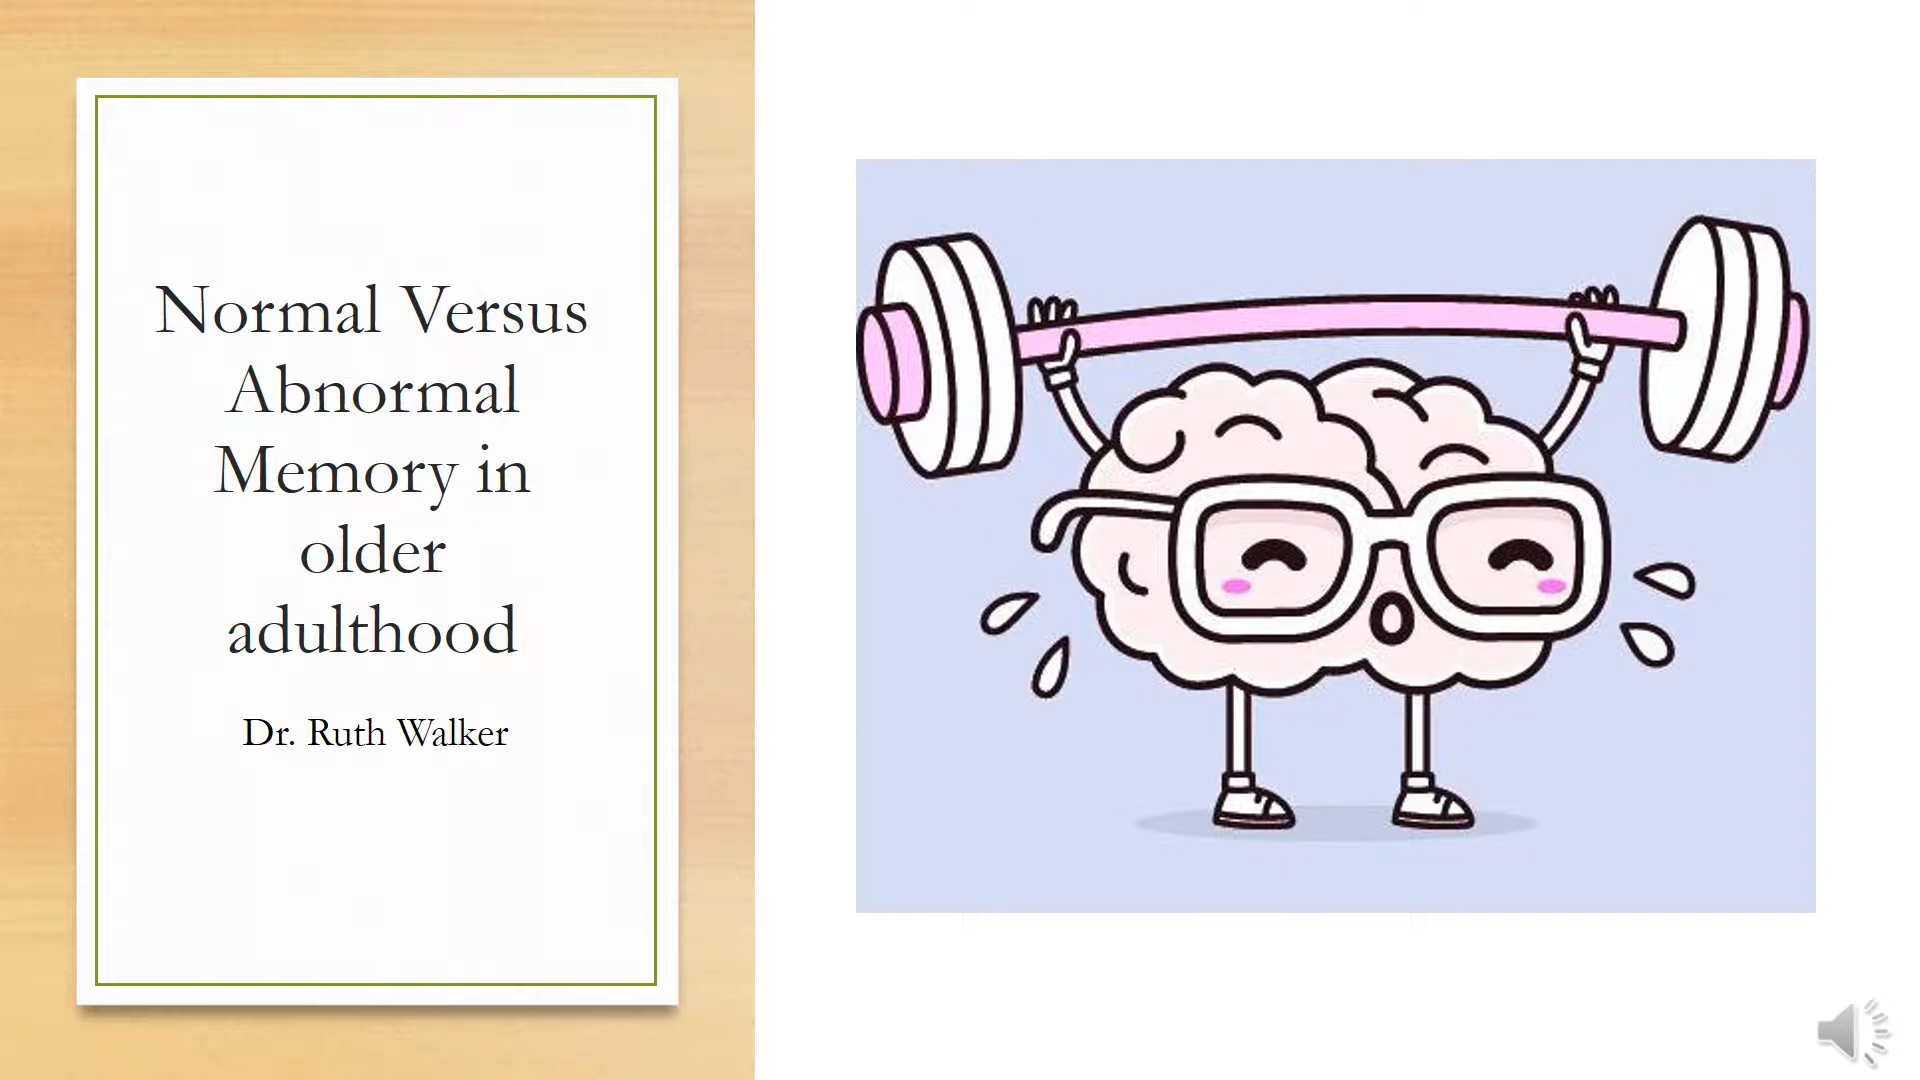 Normal Versus
Abnormal
Memory in
older
adulthood
Dr. Ruth Walker